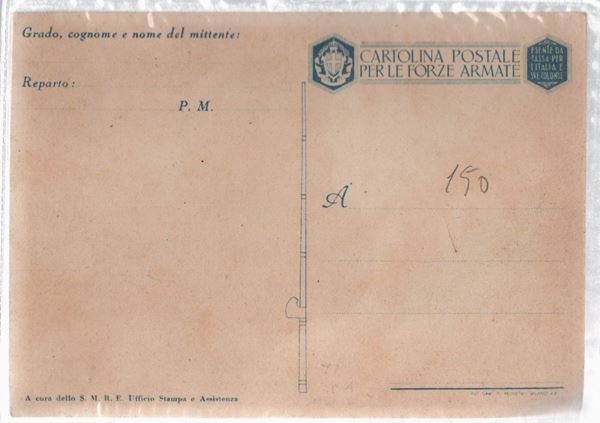 Grado, cognome e nome del mittente:
Reparto:
P. M.
A cura dello S. M. R. E. Ufficio Stampa e Assistenza
CARTOLINA POSTALE
PER LE FORZE ARMATE
ESENTE DA
TASSA PER
L'ITALIA E
SVE COLONIE
A
150